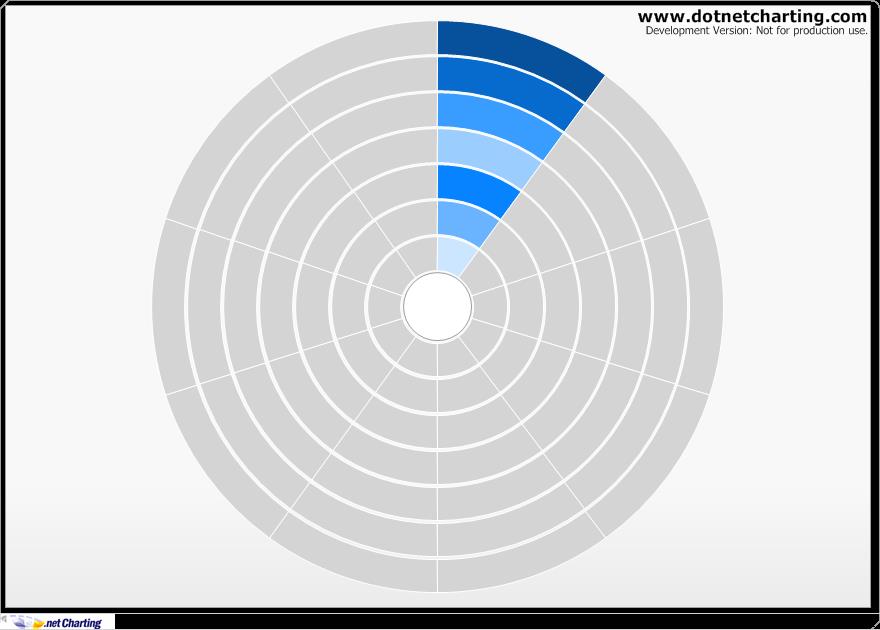 www.dotnetcharting.com
Development Version: Not for production use.
.net Charting